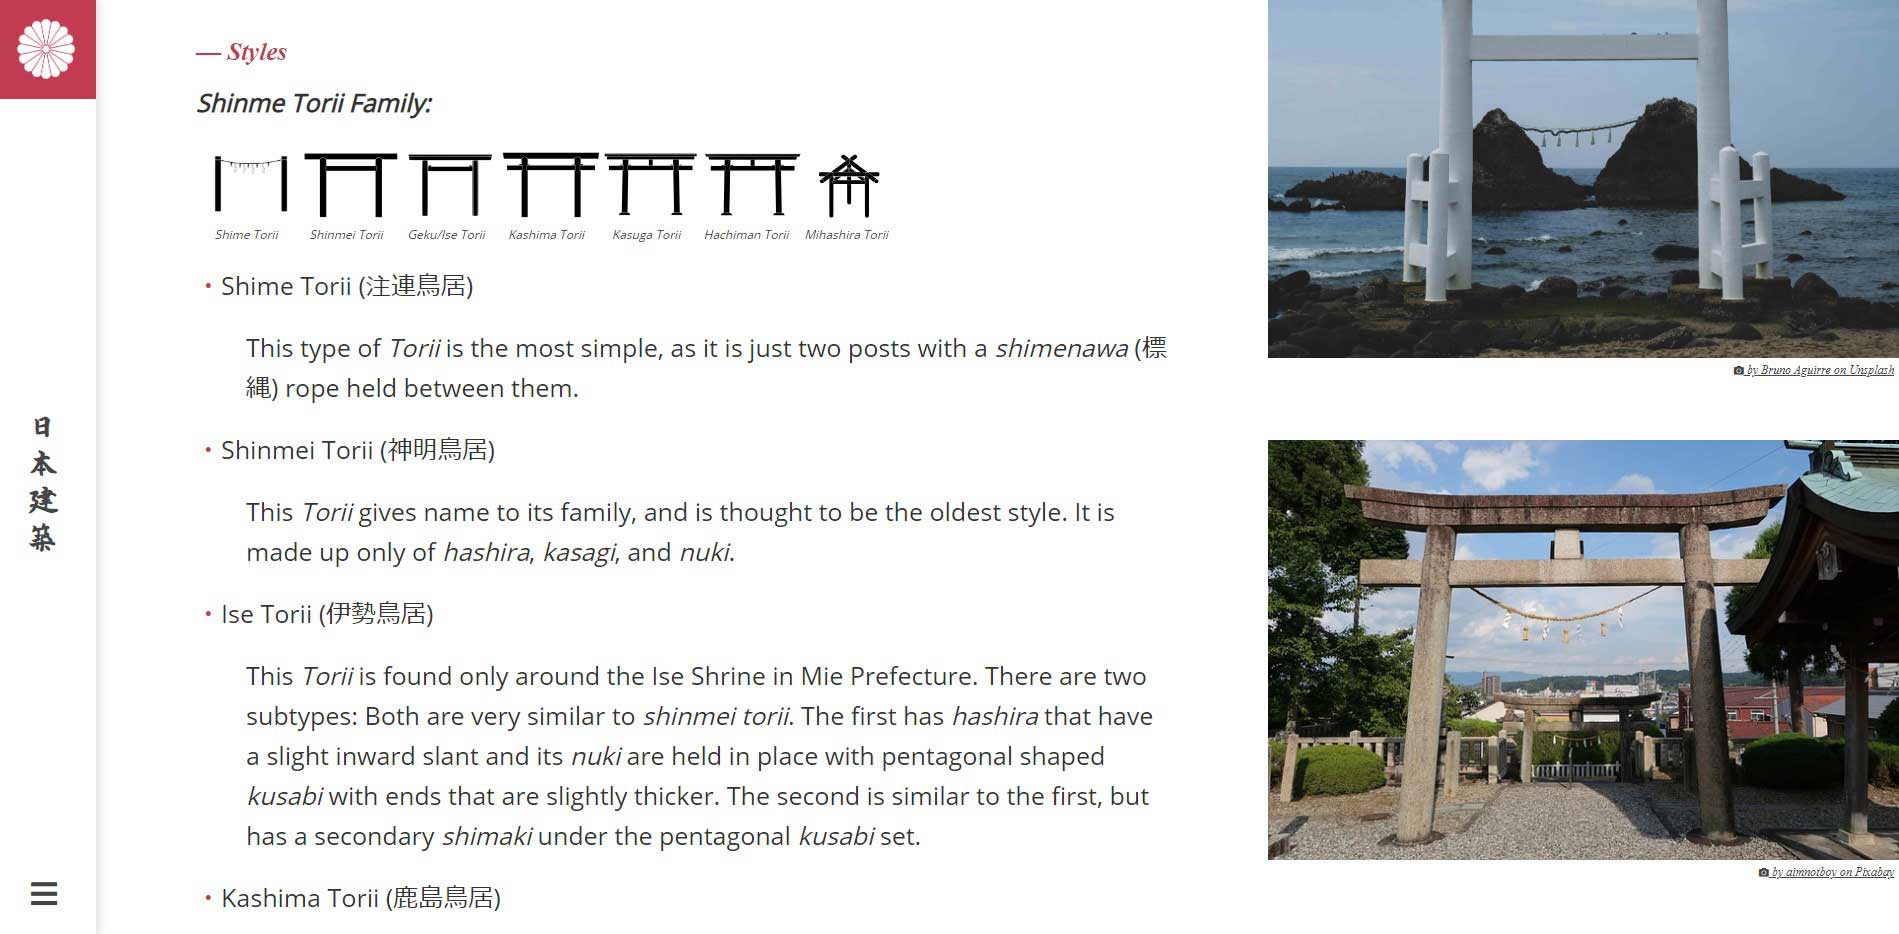 日
本
建
築
— Styles
Shinme Torii Family:
Shime Torii Shinmei Torii Geku/Ise Torii Kashima Torii Kasuga Torii Hachiman Torii Mihashira Torii
• Shime Torii (注連鳥居)
This type of Torii is the most simple, as it is just two posts with a shimenawa (標
縄) rope held between them.
• Shinmei Torii (神明鳥居)
This Torii gives name to its family, and is thought to be the oldest style. It is
made up only of hashira, kasagi, and nuki.
• Ise Torii (伊勢鳥居)
This Torii is found only around the Ise Shrine in Mie Prefecture. There are two
subtypes: Both are very similar to shinmei torii. The first has hashira that have
a slight inward slant and its nuki are held in place with pentagonal shaped
kusabi with ends that are slightly thicker. The second is similar to the first, but
has a secondary shimaki under the pentagonal kusabi set.
• Kashima Torii (鹿島鳥居)
by Bruno Aguirre on Unsplash
by aimnotboy on Pixabay